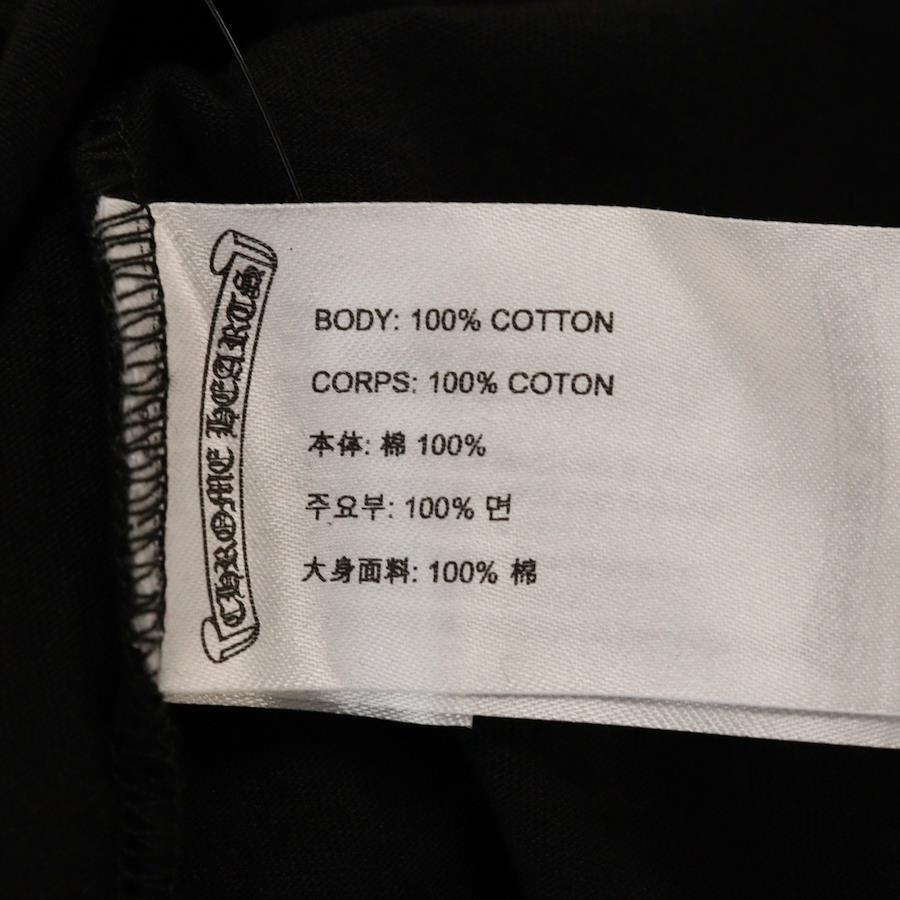 CHROME HEARTS
BODY: 100% COTTON
CORPS: 100% COTON
本体: 棉 100%
주요부: 100% 면
大身面料: 100% 棉